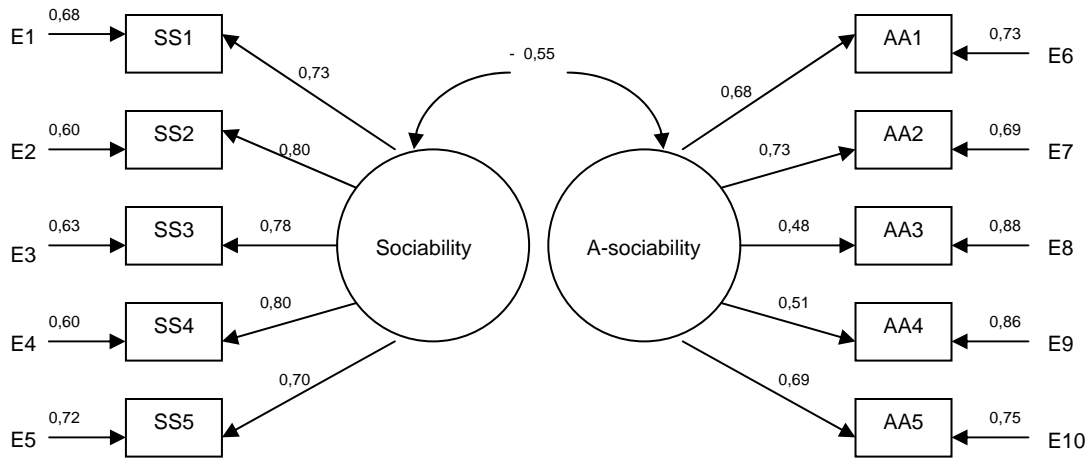 0,68
E1
SS1
0,73
- 0,55
0,68
AA1
0,73
E6
0,60
E2
SS2
0,80
0,73
AA2
0,69
E7
0,63
E3
SS3
0,78
Sociability
A-sociability
0,48
AA3
0,88
E8
0,60
E4
SS4
0,80
0,51
AA4
0,86
E9
0,72
E5
SS5
0,70
0,69
AA5
0,75
E10